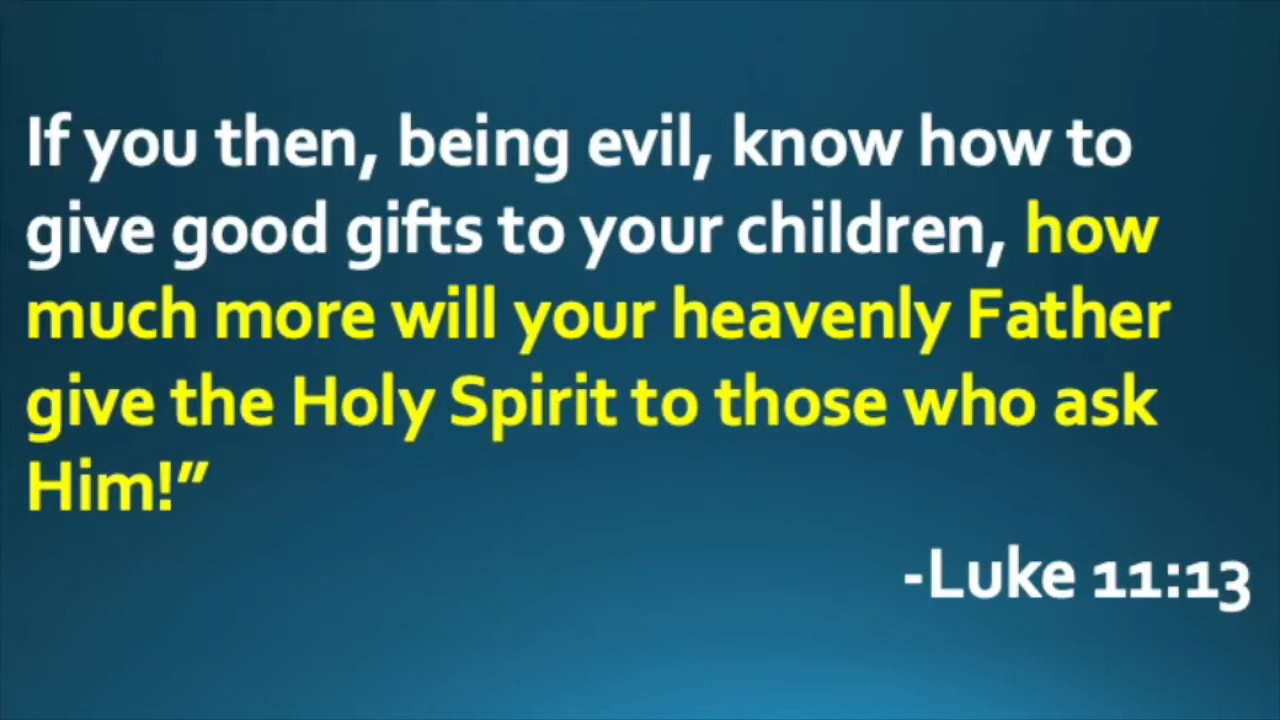 If you then, being evil, know how to
give good gifts to your children, how
much more will your heavenly Father
give the Holy Spirit to those who ask
Him!”
-Luke 11:13